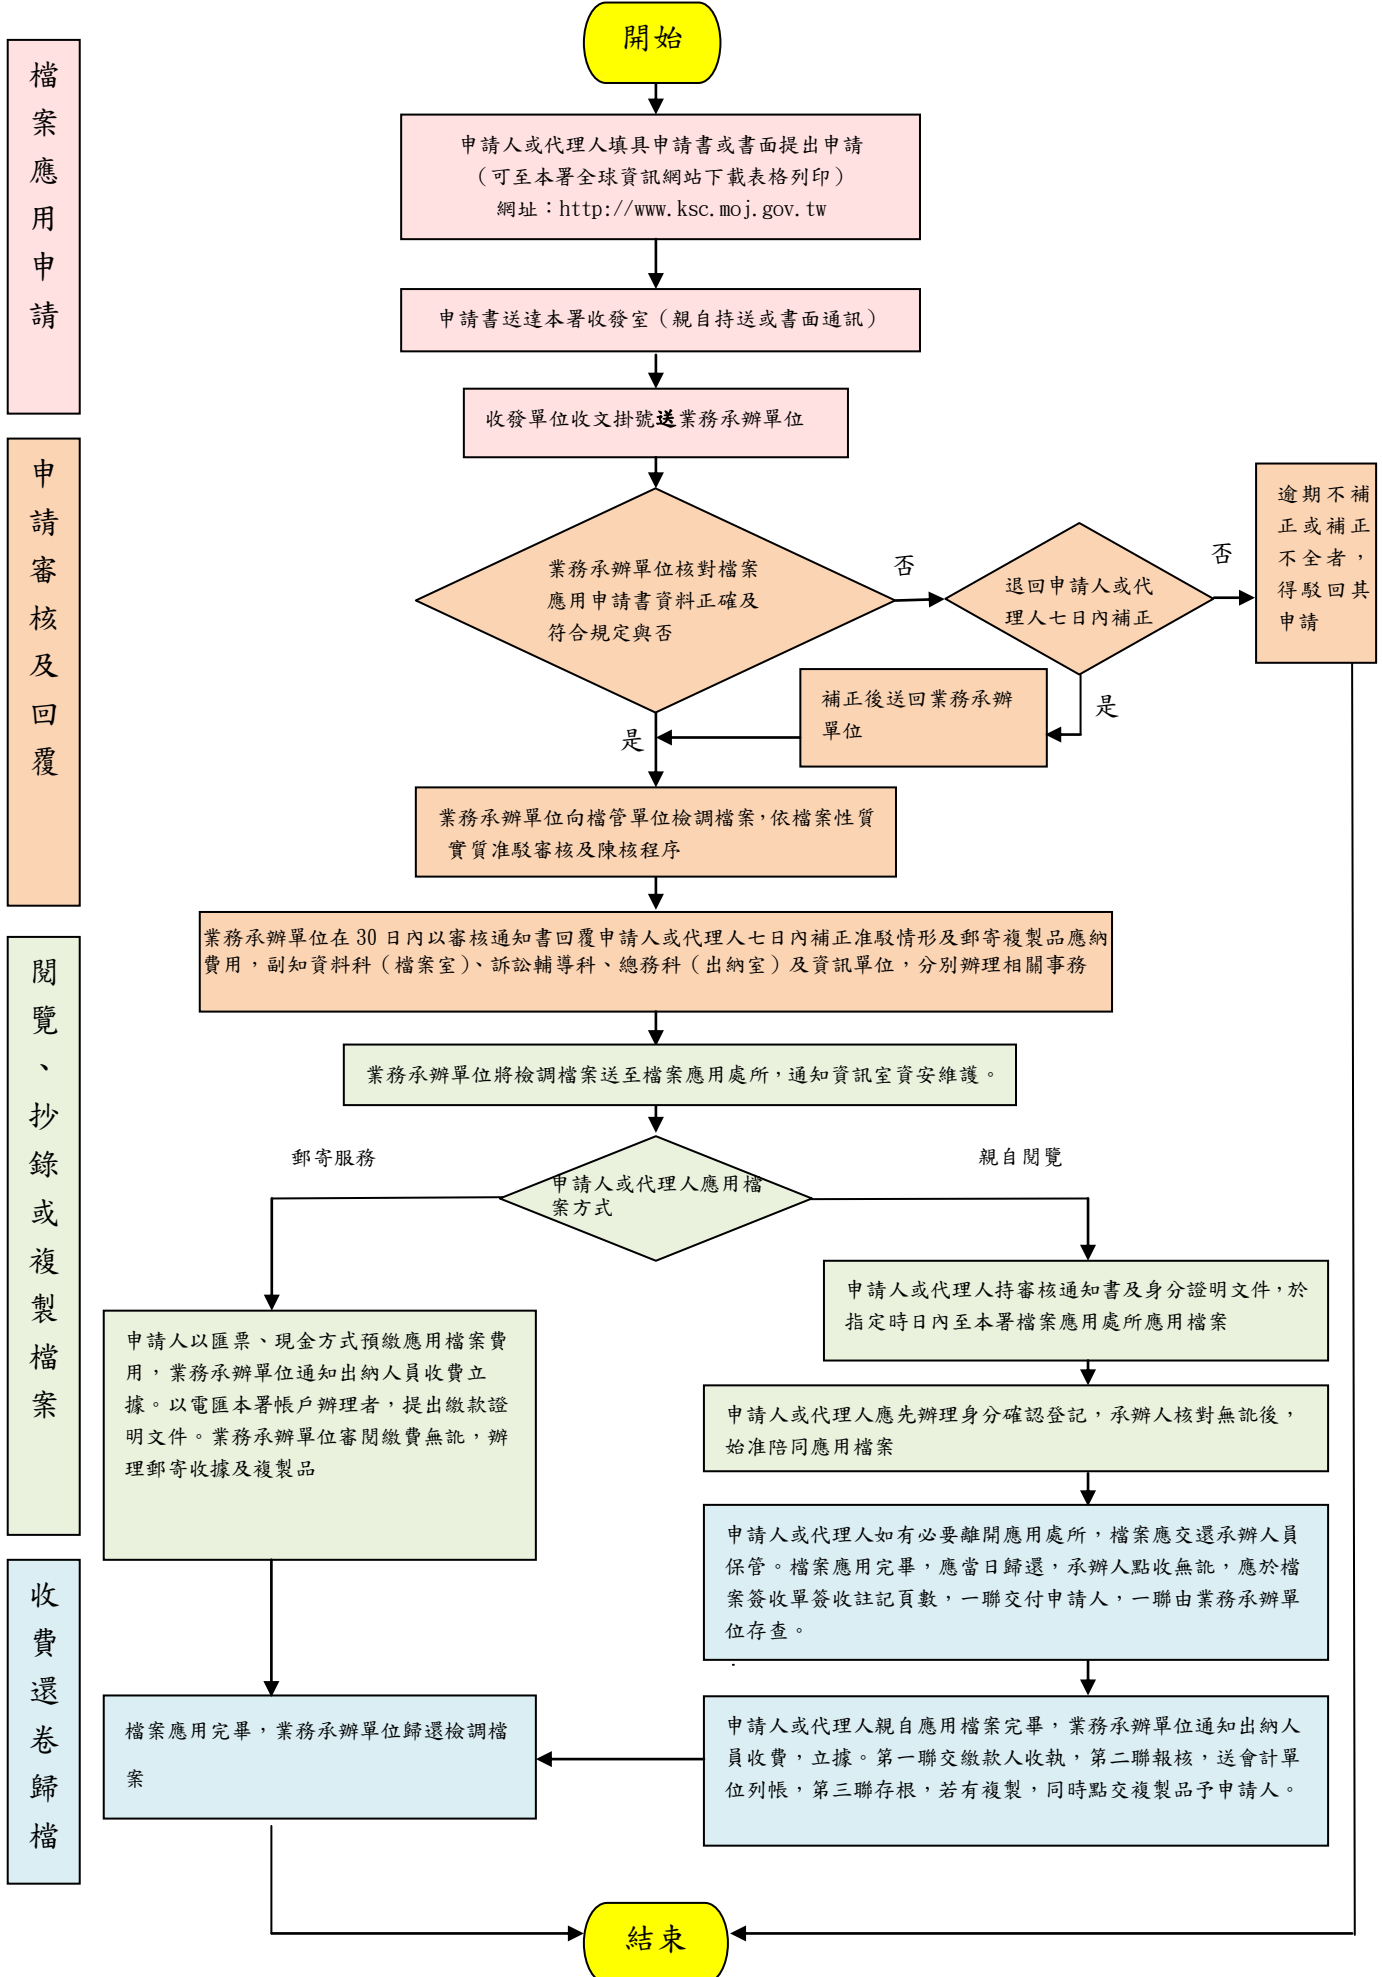 開始
檔案應用申請
申請人或代理人填具申請書或書面提出申請
（可至本署全球資訊網站下載表格列印）
網址：http://www.ksc.moj.gov.tw
申請書送達本署收發室（親自持送或書面通訊）
收發單位收文掛號送業務承辦單位
申請審核及回覆
業務承辦單位核對檔案
應用申請書資料正確及
符合規定與否
否
退回申請人或代
理人七日內補正
否
逾期不補
正或補正
不全者，
得駁回其
申請
是
補正後送回業務承辦
單位
是
業務承辦單位向檔管單位檢調檔案，依檔案性質
實質准駁審核及陳核程序
業務承辦單位在 30 日內以審核通知書回覆申請人或代理人七日內補正准駁情形及郵寄複製品應納
費用，副知資料科（檔案室）、訴訟輔導科、總務科（出納室）及資訊單位，分別辦理相關事務
閱覽、抄錄或複製檔案
業務承辦單位將檢調檔案送至檔案應用處所，通知資訊室資安維護。
郵寄服務
親自閱覽
申請人或代理人應用檔
案方式
申請人或代理人持審核通知書及身分證明文件，於
指定時日內至本署檔案應用處所應用檔案
申請人以匯票、現金方式預繳應用檔案費
用，業務承辦單位通知出納人員收費立
據。以電匯本署帳戶辦理者，提出繳款證
明文件。業務承辦單位審閱繳費無訛，辦
理郵寄收據及複製品
申請人或代理人應先辦理身分確認登記，承辦人核對無訛後，
始准陪同應用檔案
收費還卷歸檔
申請人或代理人如有必要離開應用處所，檔案應交還承辦人員
保管。檔案應用完畢，應當日歸還，承辦人點收無訛，應於檔
案簽收單簽收註記頁數，一聯交付申請人，一聯由業務承辦單
位存查。
.
檔案應用完畢，業務承辦單位歸還檢調檔
案
申請人或代理人親自應用檔案完畢，業務承辦單位通知出納人
員收費，立據。第一聯交繳款人收執，第二聯報核，送會計單
位列帳，第三聯存根，若有複製，同時點交複製品予申請人。
結束